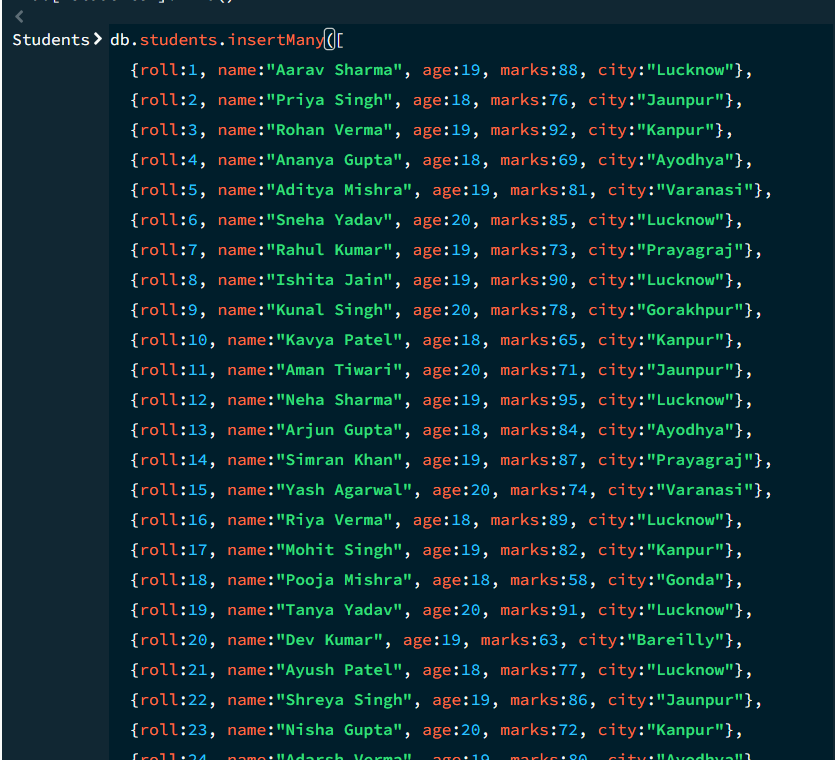 Students> db.students.insertMany([
{roll:1, name:"Aarav Sharma", age:19, marks:88, city:"Lucknow"},
{roll:2, name:"Priya Singh", age:18, marks:76, city:"Jaunpur"},
{roll:3, name:"Rohan Verma", age:19, marks:92, city:"Kanpur"},
{roll:4, name:"Ananya Gupta", age:18, marks:69, city:"Ayodhya"},
{roll:5, name:"Aditya Mishra", age:19, marks:81, city:"Varanasi"},
{roll:6, name:"Sneha Yadav", age:20, marks:85, city:"Lucknow"},
{roll:7, name:"Rahul Kumar", age:19, marks:73, city:"Prayagraj"},
{roll:8, name:"Ishita Jain", age:19, marks:90, city:"Lucknow"},
{roll:9, name:"Kunal Singh", age:20, marks:78, city:"Gorakhpur"},
{roll:10, name:"Kavya Patel", age:18, marks:65, city:"Kanpur"},
{roll:11, name:"Aman Tiwari", age:20, marks:71, city:"Jaunpur"},
{roll:12, name:"Neha Sharma", age:19, marks:95, city:"Lucknow"},
{roll:13, name:"Arjun Gupta", age:18, marks:84, city:"Ayodhya"},
{roll:14, name:"Simran Khan", age:19, marks:87, city:"Prayagraj"},
{roll:15, name:"Yash Agarwal", age:20, marks:74, city:"Varanasi"},
{roll:16, name:"Riya Verma", age:18, marks:89, city:"Lucknow"},
{roll:17, name:"Mohit Singh", age:19, marks:82, city:"Kanpur"},
{roll:18, name:"Pooja Mishra", age:18, marks:58, city:"Gonda"},
{roll:19, name:"Tanya Yadav", age:20, marks:91, city:"Lucknow"},
{roll:20, name:"Dev Kumar", age:19, marks:63, city:"Bareilly"},
{roll:21, name:"Ayush Patel", age:18, marks:77, city:"Lucknow"},
{roll:22, name:"Shreya Singh", age:19, marks:86, city:"Jaunpur"},
{roll:23, name:"Nisha Gupta", age:20, marks:72, city:"Kanpur"},
{roll:24, name:"Adarsh Verma", age:19, marks:80, city:"Ayodhya"}